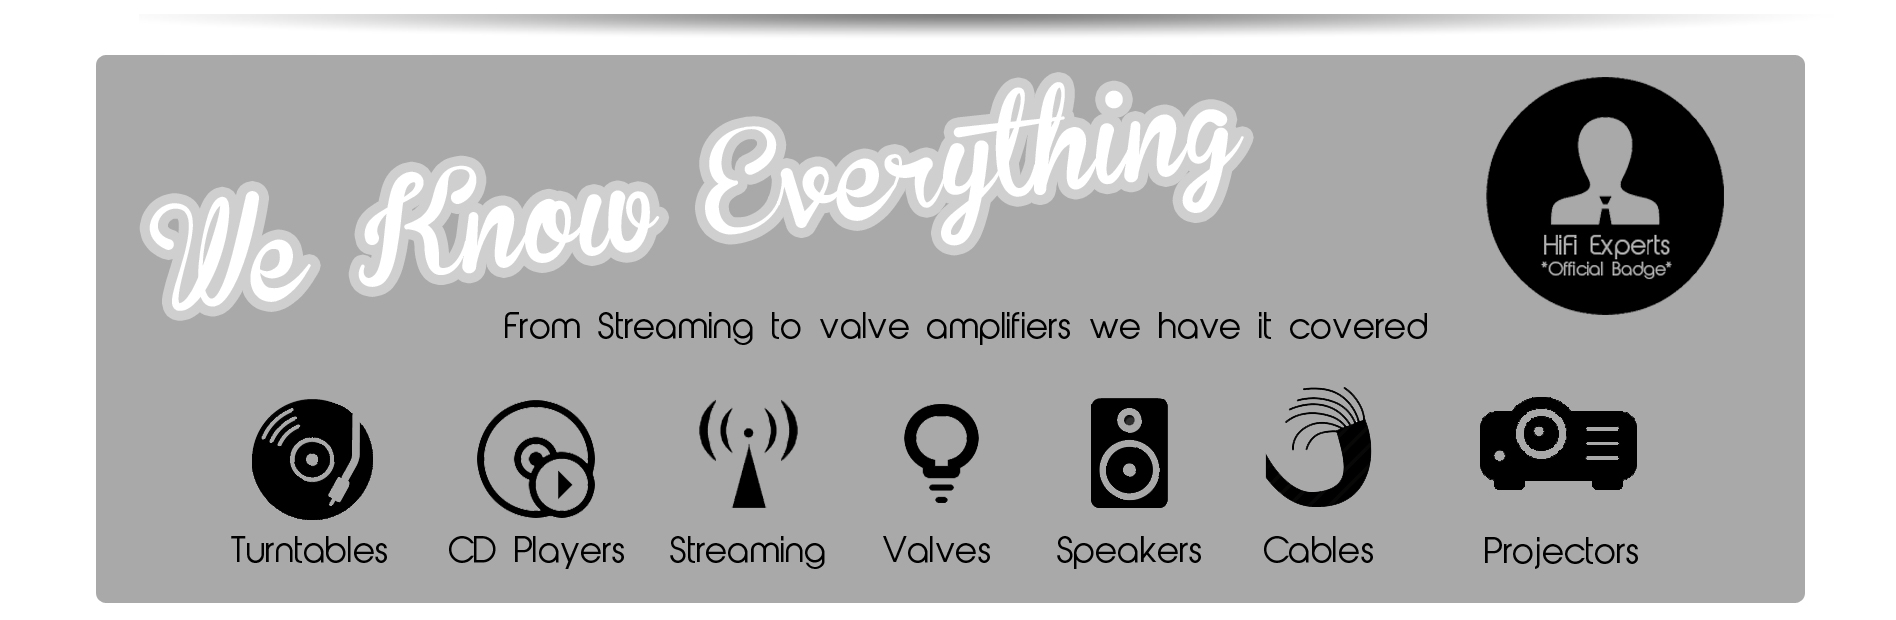 We Know Everything
HiFi Experts
*Official Badge*
From Streaming to valve amplifiers we have it covered
Turntables CD Players Streaming Valves Speakers Cables Projectors